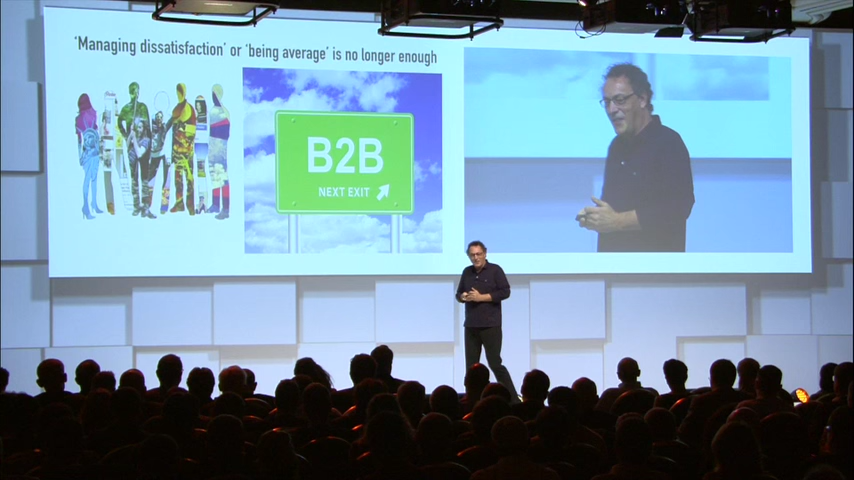 'Managing dissatisfaction' or 'being average' is no longer enough
B2B
NEXT EXIT